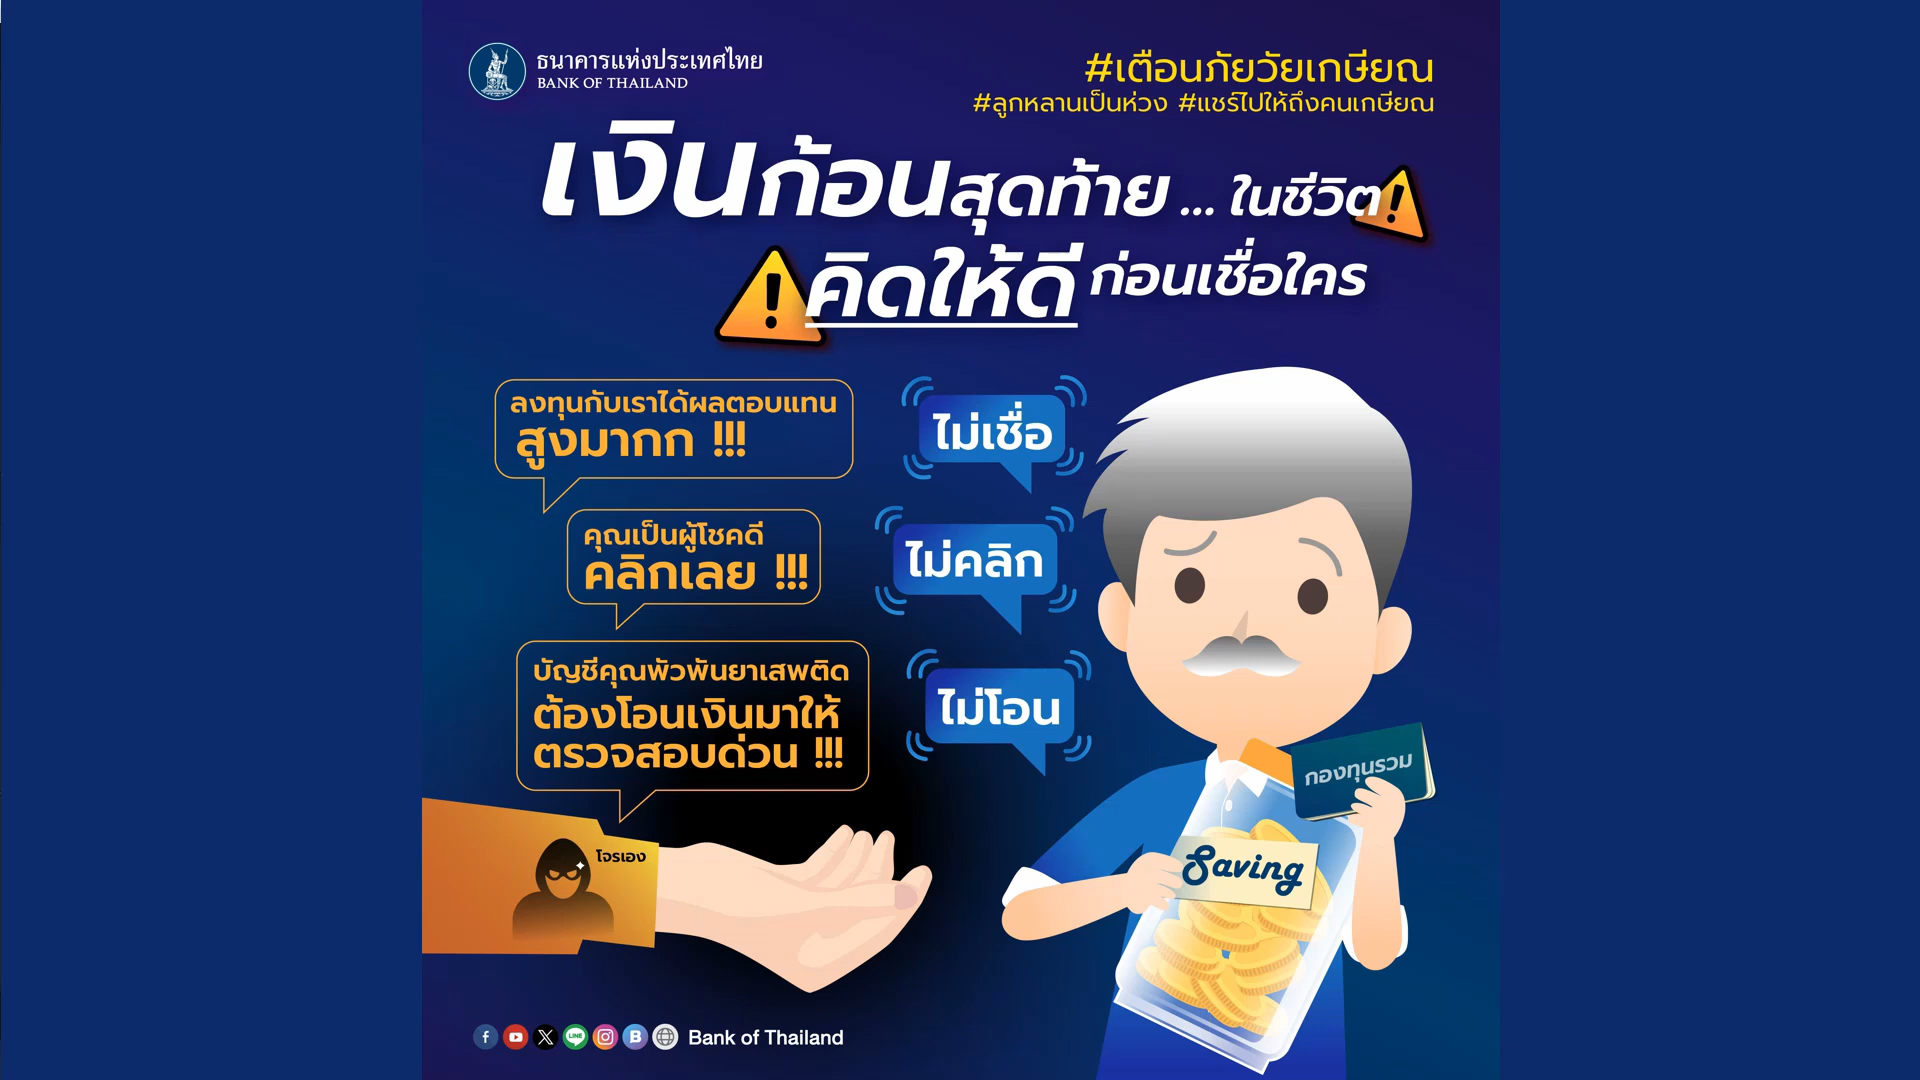 ธนาคารแห่งประเทศไทย
BANK OF THAILAND
#เตือนภัยวัยเกษียณ
#ลูกหลานเป็นห่วง #แชร์ไปให้ถึงคนเกษียณ
เงินก้อนสุดท้าย ... ในชีวิต
คิดให้ดี ก่อนเชื่อใคร
ลงทุนกับเราได้ผลตอบแทน
สูงมากก !!!
ไม่เชื่อ
คุณเป็นผู้โชคดี
คลิกเลย !!!
ไม่คลิก
บัญชีคุณพัวพันยาเสพติด
ต้องโอนเงินมาให้
ตรวจสอบด่วน !!!
ไม่โอน
กองทุนรวม
Saving
โจรเอง
Bank of Thailand